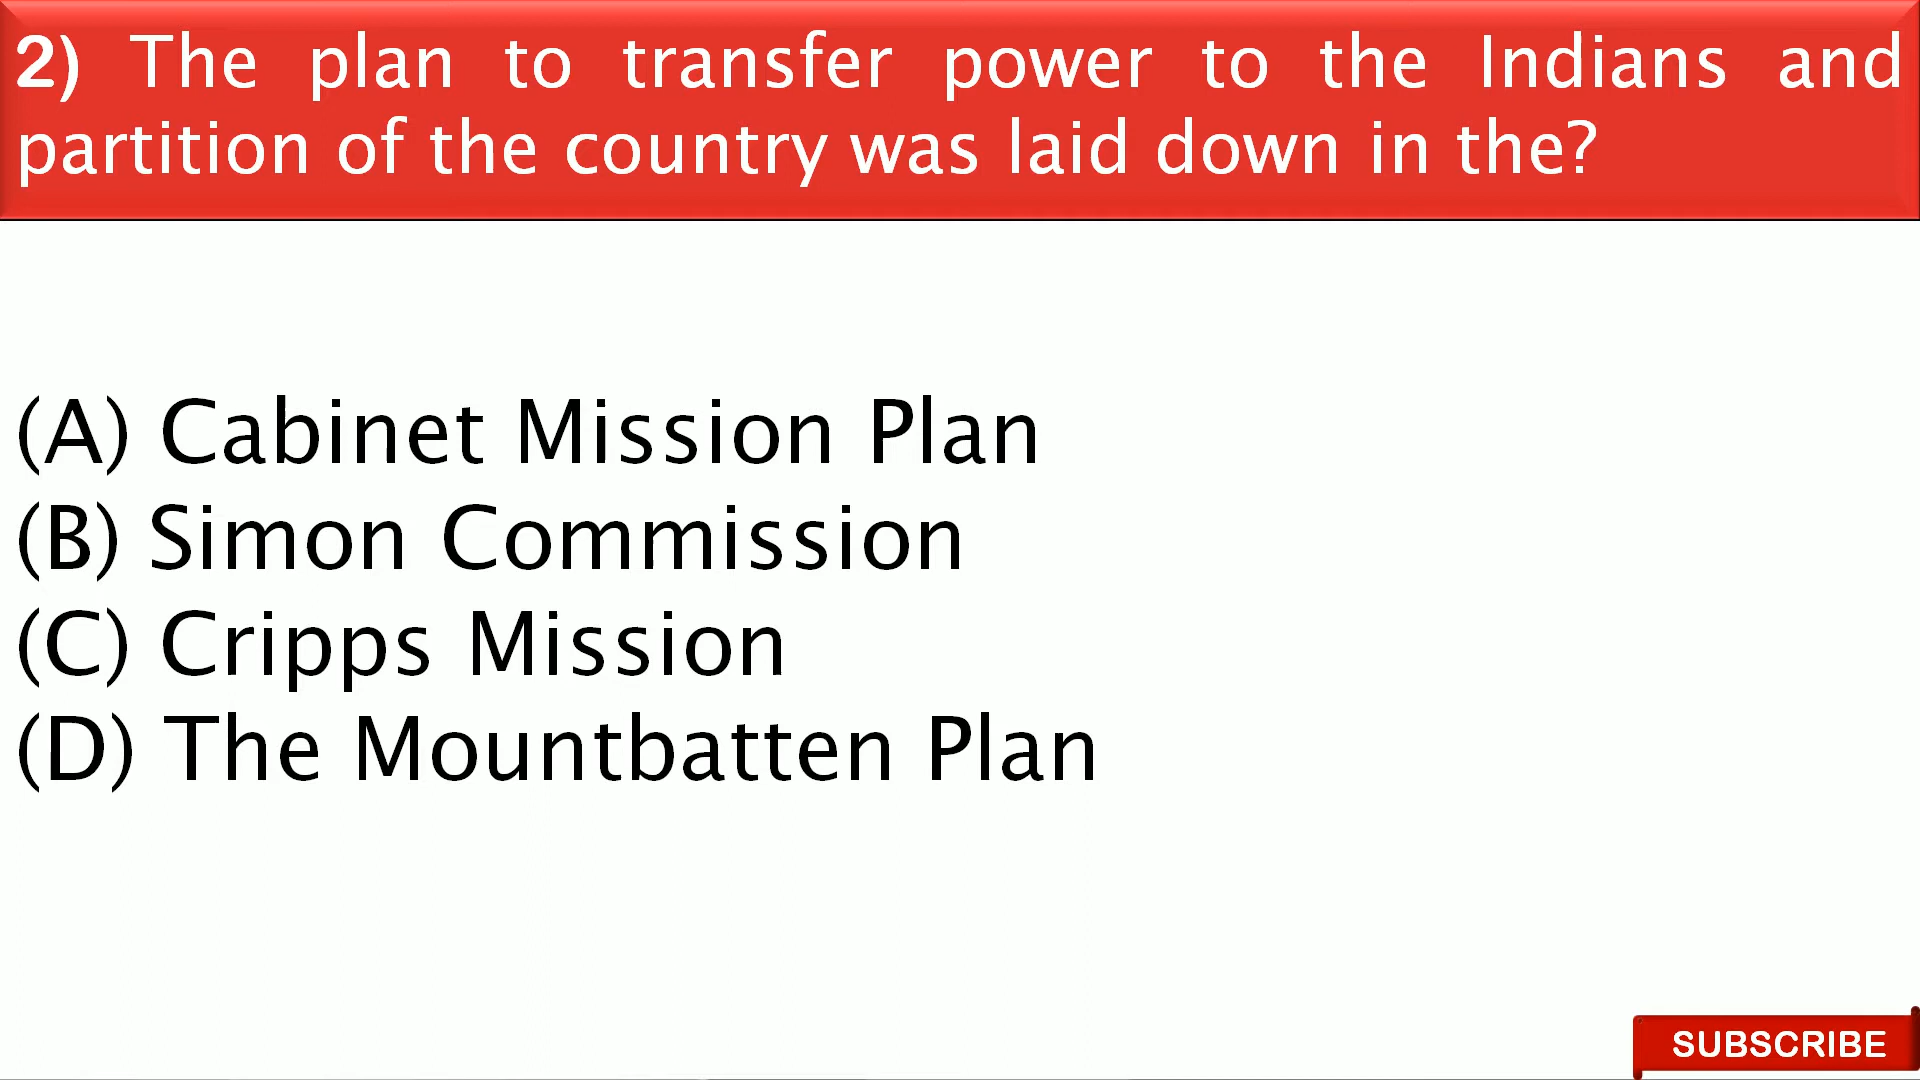 2) The plan to transfer power to the Indians and
partition of the country was laid down in the?
(A) Cabinet Mission Plan
(B) Simon Commission
(C) Cripps Mission
(D) The Mountbatten Plan
SUBSCRIBE